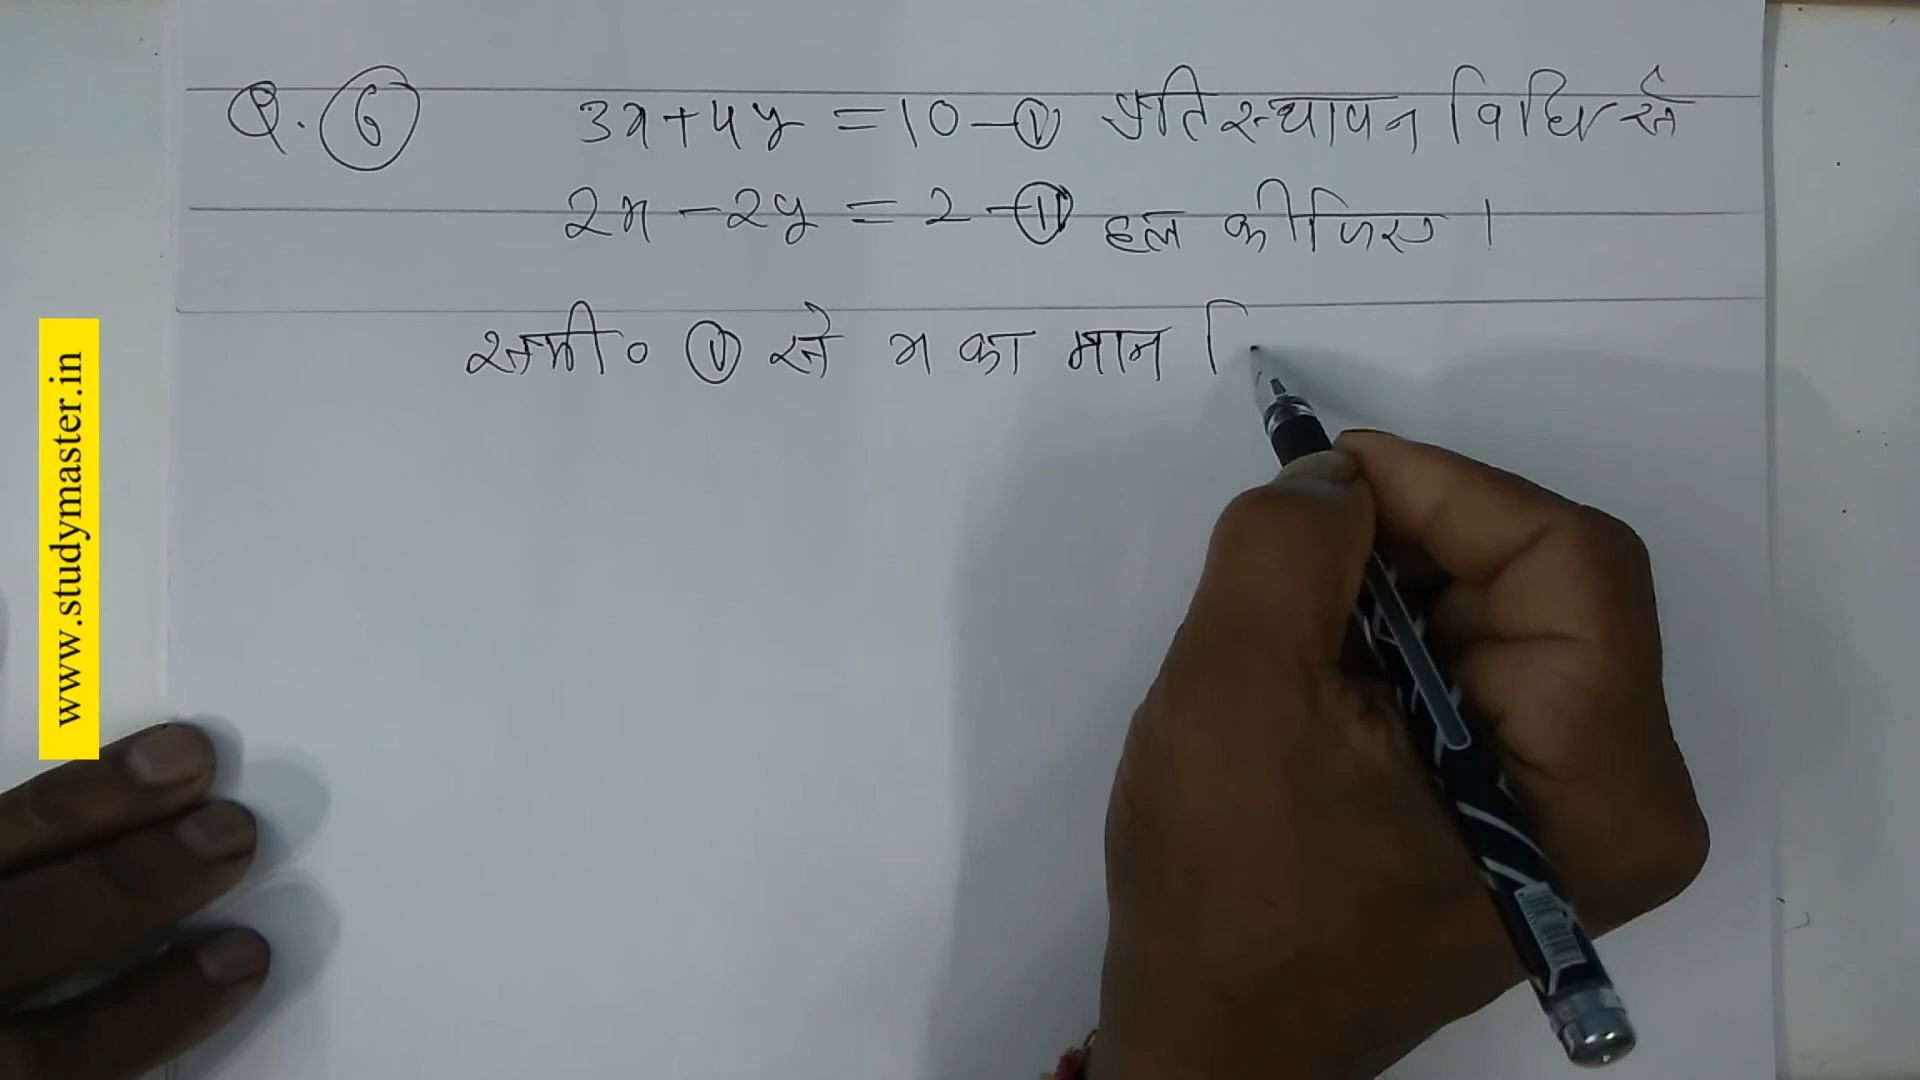 Q. 6 3x+4y = 10 - (i) प्रतिस्थापन विधि से
2x - 2y = 2 - (ii) हल कीजिए ।
समी० (i) से x का मान
www.studymaster.in